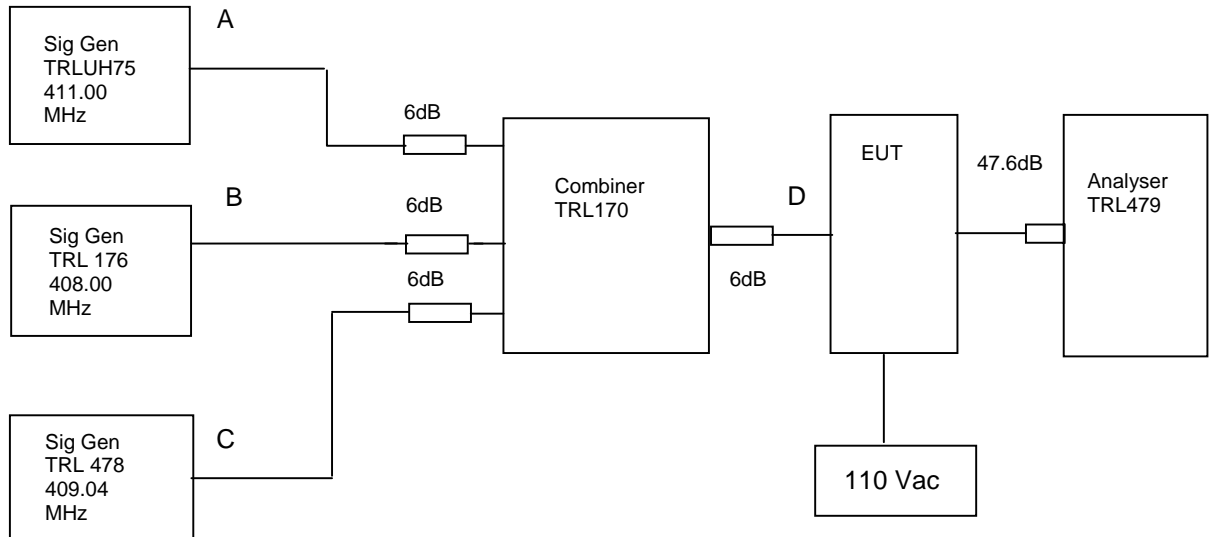 A
Sig Gen
TRLUH75
411.00
MHz
6dB
B
Sig Gen
TRL 176
408.00
MHz
6dB
C
Sig Gen
TRL 478
409.04
MHz
6dB
Combiner
TRL170
6dB
D
EUT
47.6dB
Analyser
TRL479
110 Vac